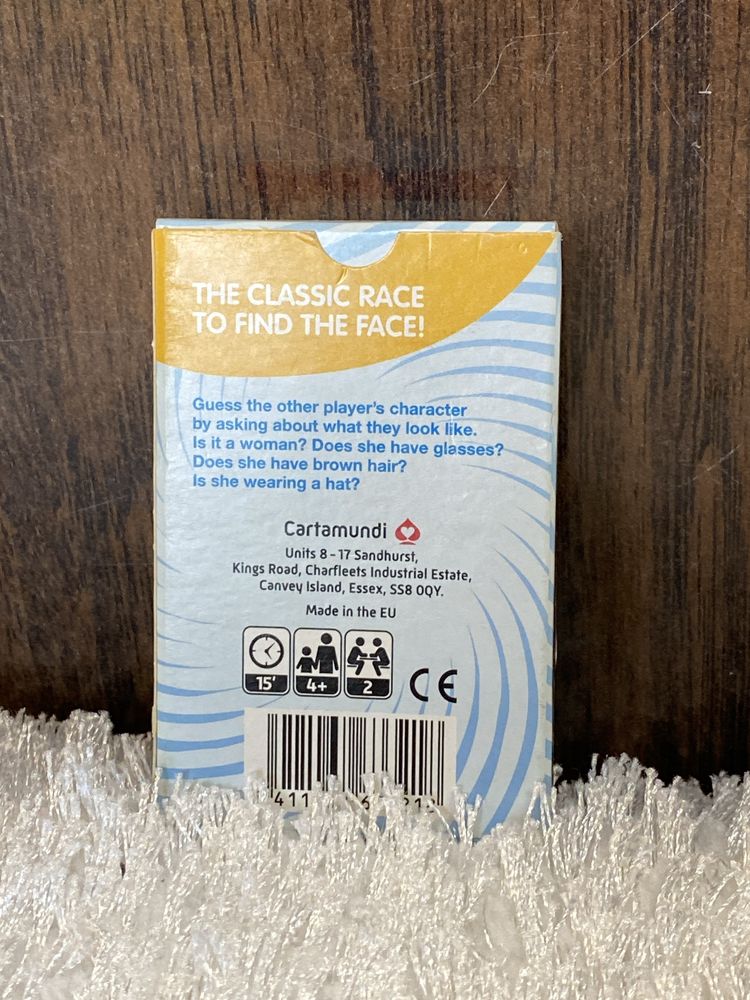 THE CLASSIC RACE
TO FIND THE FACE!
Guess the other player's character
by asking about what they look like.
Is it a woman? Does she have glasses?
Does she have brown hair?
Is she wearing a hat?
Cartamundi
Units 8 - 17 Sandhurst,
Kings Road, Charfleets Industrial Estate,
Canvey Island, Essex, SS8 0QY.
Made in the EU
15' 4+ 2 CE
411